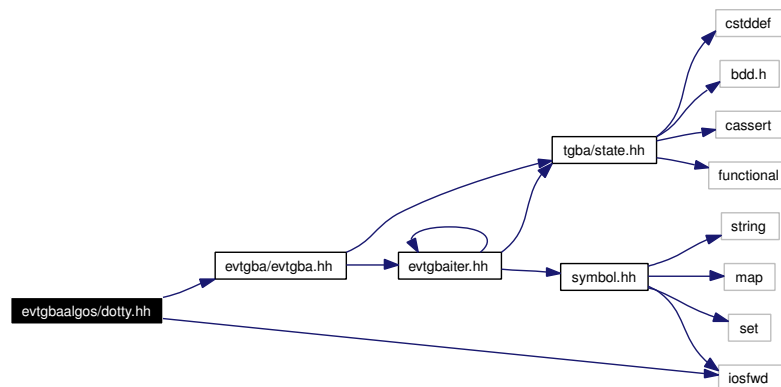 cstddef
bdd.h
cassert
tgba/state.hh
functional
string
evtgba/evtgba.hh
evtgbaiter.hh
symbol.hh
map
evtgbaalgos/dotty.hh
set
iosfwd